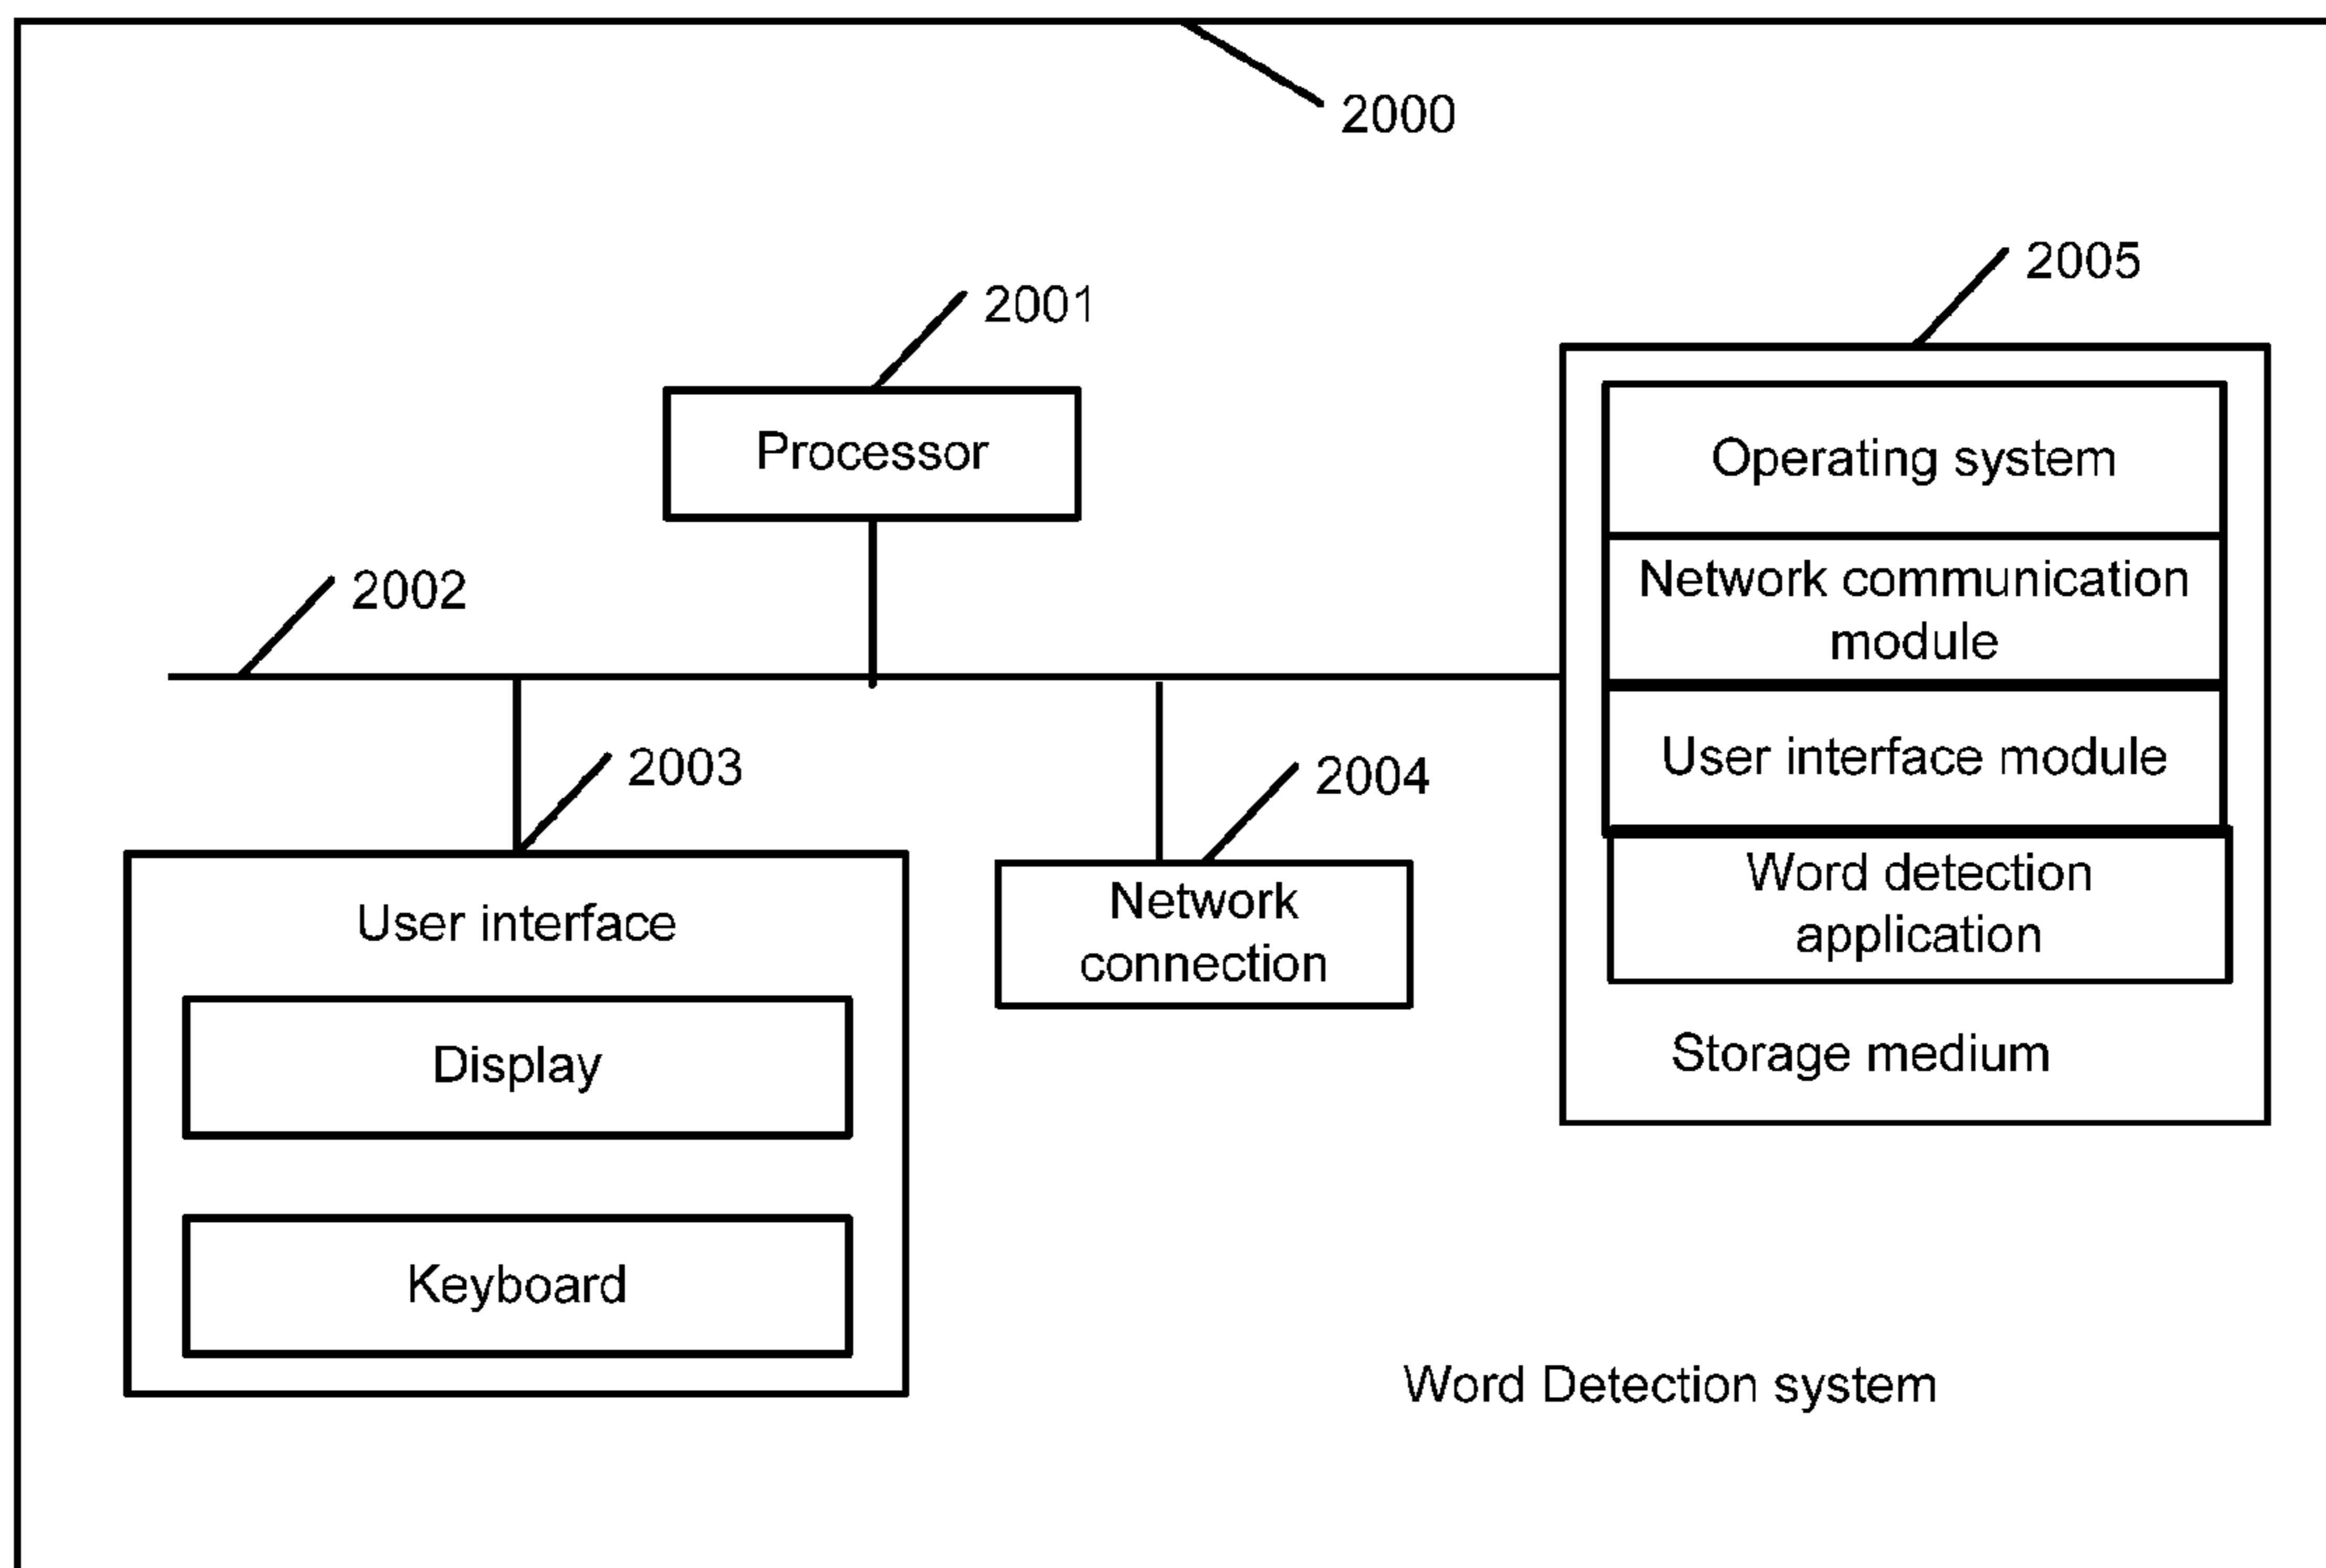 2000
2005
2001
Processor
Operating system
Network communication
module
2002
User interface module
2003
2004
Word detection
application
Network
connection
User interface
Display
Storage medium
Keyboard
Word Detection system